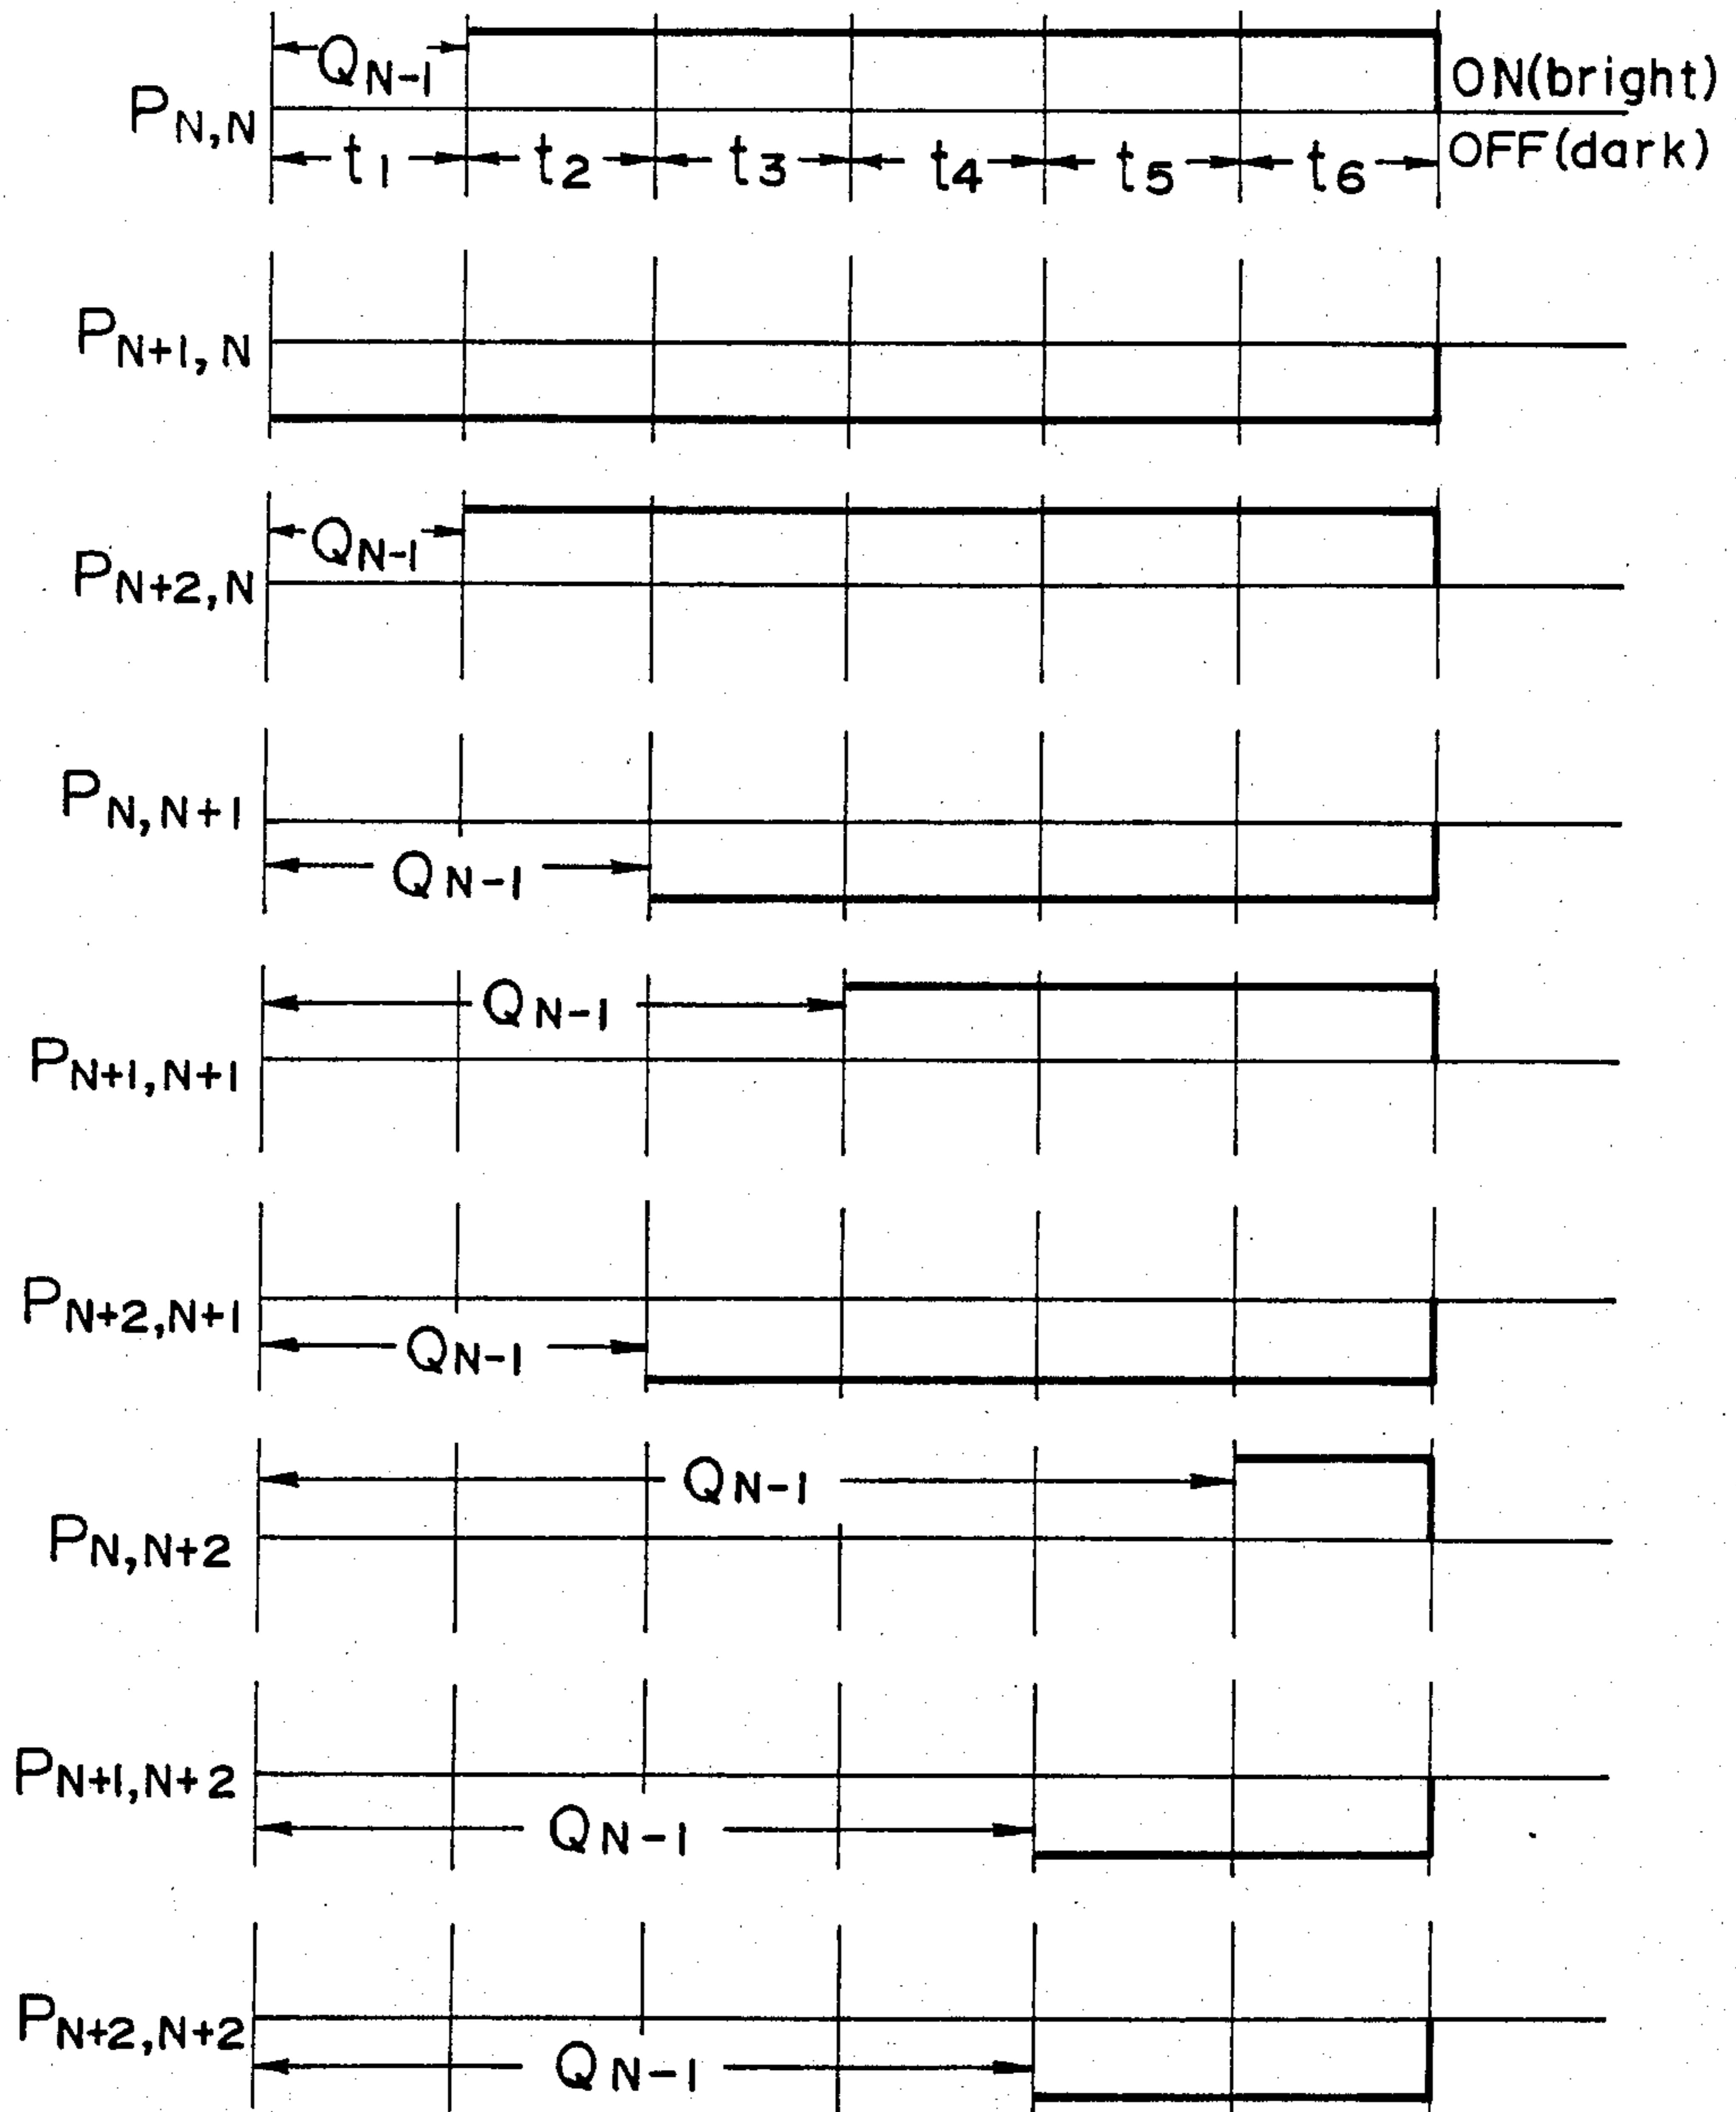 Q N-1
ON(bright)
P N,N
OFF(dark)
t1 t2 t3 t4 t5 t6
P N+1, N
Q N-1
P N+2, N
P N, N+1
Q N-1
Q N-1
P N+1, N+1
P N+2, N+1
Q N-1
Q N-1
P N, N+2
P N+1, N+2
Q N-1
P N+2, N+2
Q N-1